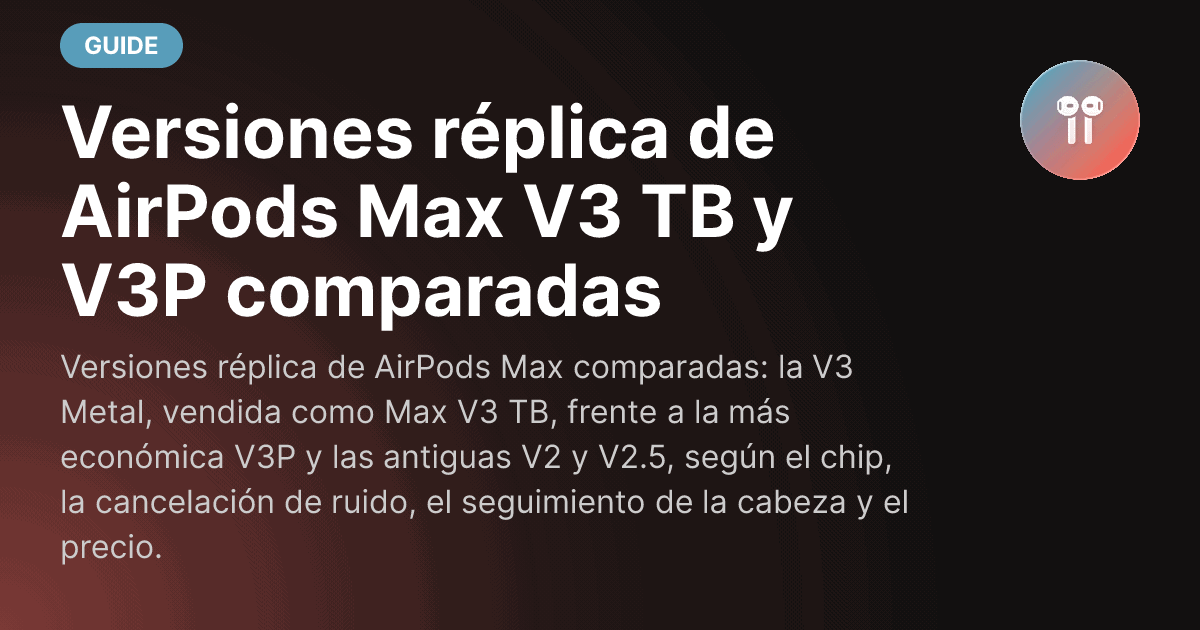 GUIDE
Versiones réplica de
AirPods Max V3 TB y
V3P comparadas
Versiones réplica de AirPods Max comparadas: la V3
Metal, vendida como Max V3 TB, frente a la más
económica V3P y las antiguas V2 y V2.5, según el chip,
la cancelación de ruido, el seguimiento de la cabeza y el
precio.